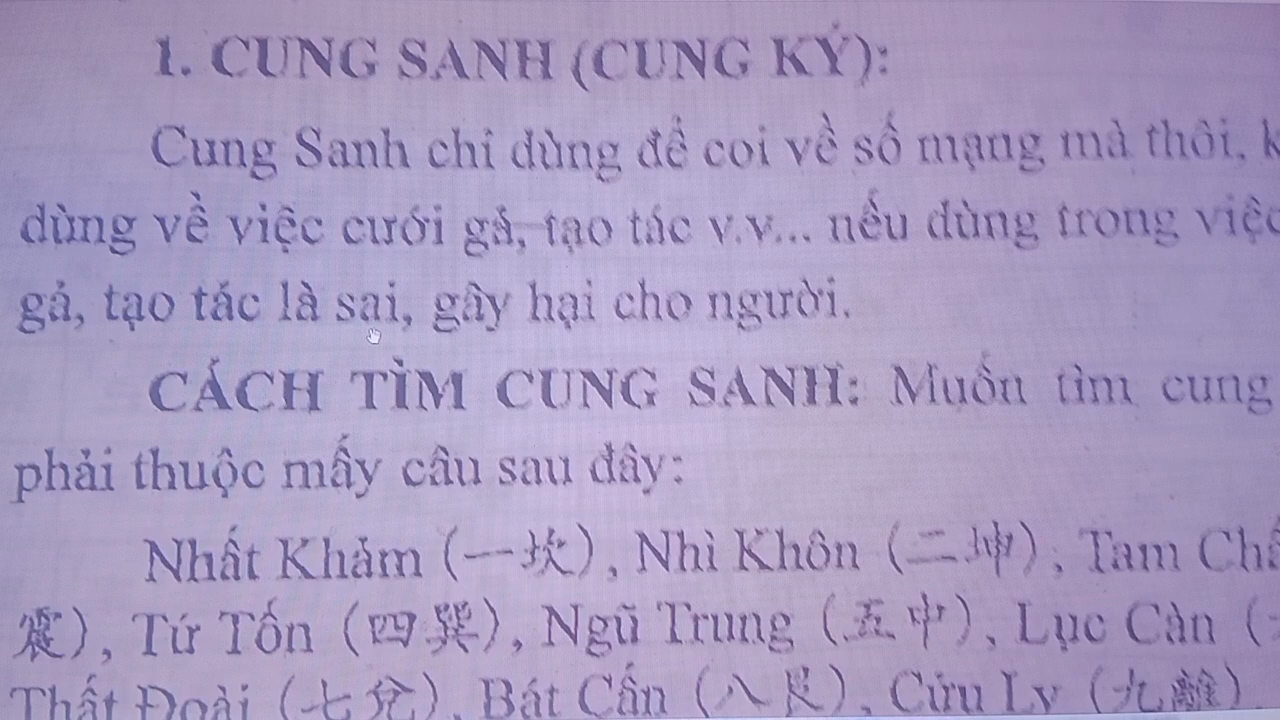 1. CUNG SANH (CUNG KÝ):
Cung Sanh chỉ dùng để coi về số mạng mà thôi,
dùng về việc cưới gả, tạo tác v.v... nếu dùng trong việc
gả, tạo tác là sai, gây hại cho người.
CÁCH TÌM CUNG SANH: Muốn tìm cung
phải thuộc mấy câu sau đây:
Nhất Khảm (一坎), Nhì Khôn (二坤), Tam
震), Tứ Tốn (四巽), Ngũ Trung (五中), Lục Càn (
Thất Đoài (七兌), Bát Cấn (八艮), Cửu Ly (九離)